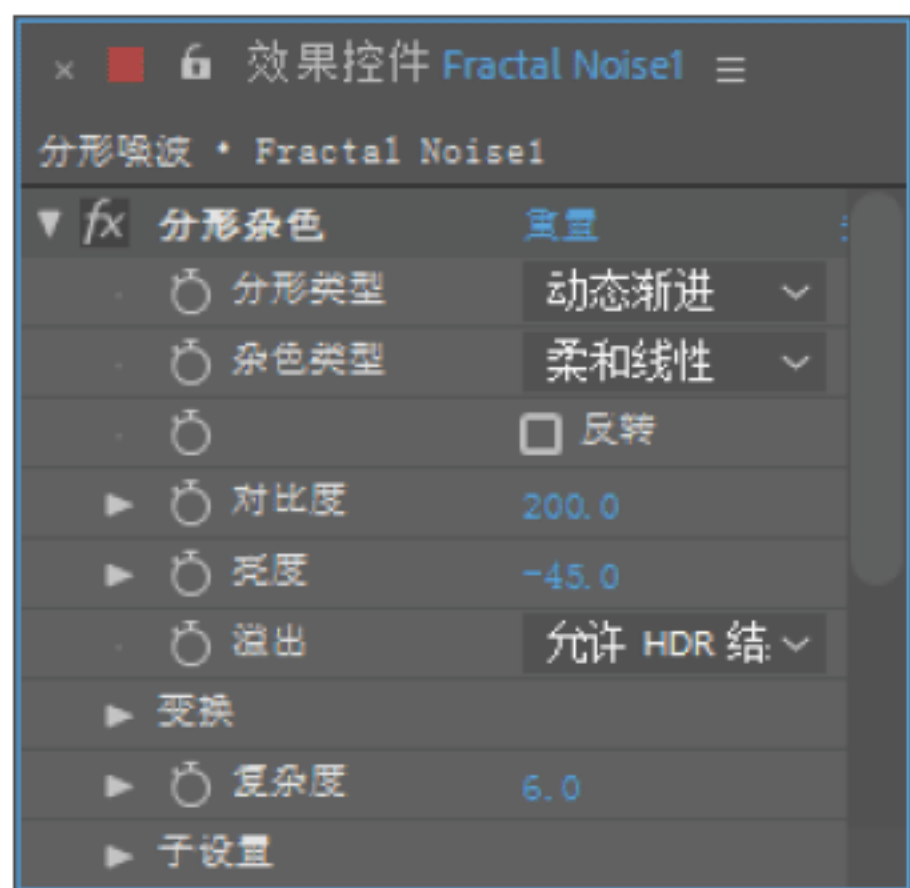 效果控件 Fractal Noise1
分形噪波 • Fractal Noise1
fx 分形杂色 重置
分形类型 动态渐进
杂色类型 柔和线性
反转
对比度 200.0
亮度 -45.0
溢出 允许 HDR 结
变换
复杂度 6.0
子设置